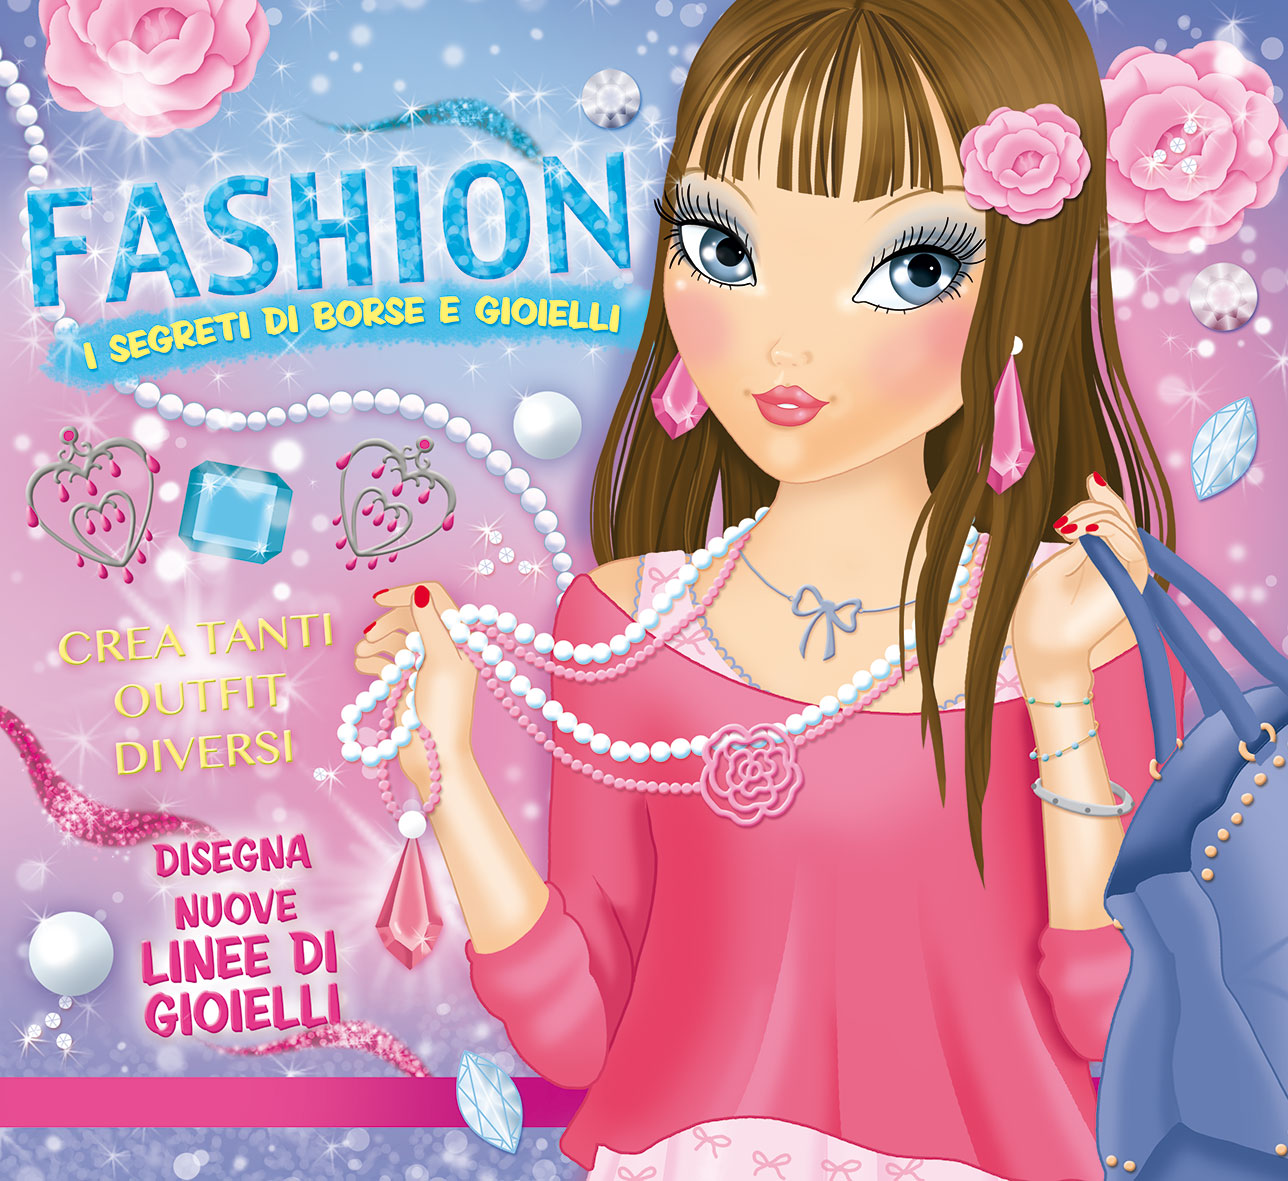 FASHION
I SEGRETI DI BORSE E GIOIELLI
CREA TANTI
OUTFIT
DIVERSI
DISEGNA
NUOVE
LINEE DI
GIOIELLI